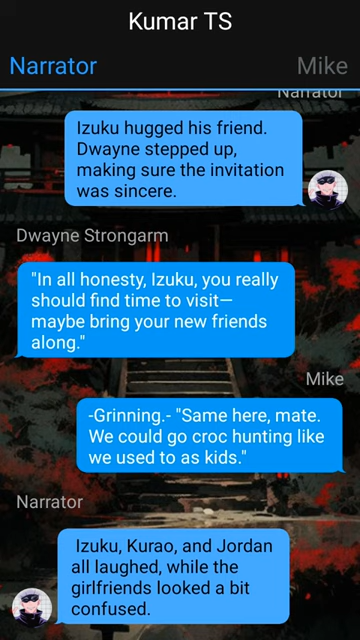 Kumar TS
Narrator
Mike
Narrator
Izuku hugged his friend.
Dwayne stepped up,
making sure the invitation
was sincere.
Dwayne Strongarm
"In all honesty, Izuku, you really
should find time to visit—
maybe bring your new friends
along."
Mike
-Grinning.- "Same here, mate.
We could go croc hunting like
we used to as kids."
Narrator
Izuku, Kurao, and Jordan
all laughed, while the
girlfriends looked a bit
confused.